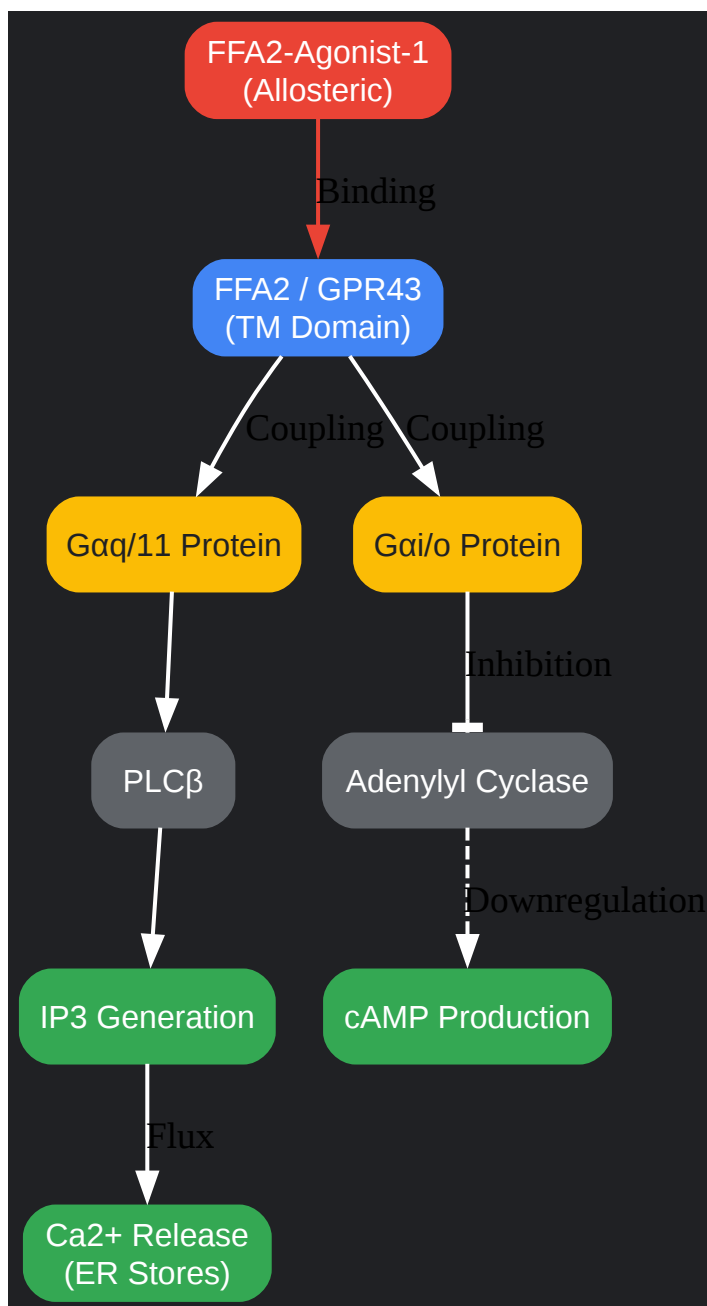 FFA2-Agonist-1
(Allosteric)
Binding
FFA2 / GPR43
(TM Domain)
Coupling
Coupling
Gαq/11 Protein
Gαi/o Protein
Inhibition
PLCβ
Adenylyl Cyclase
Downregulation
IP3 Generation
cAMP Production
Flux
Ca2+ Release
(ER Stores)